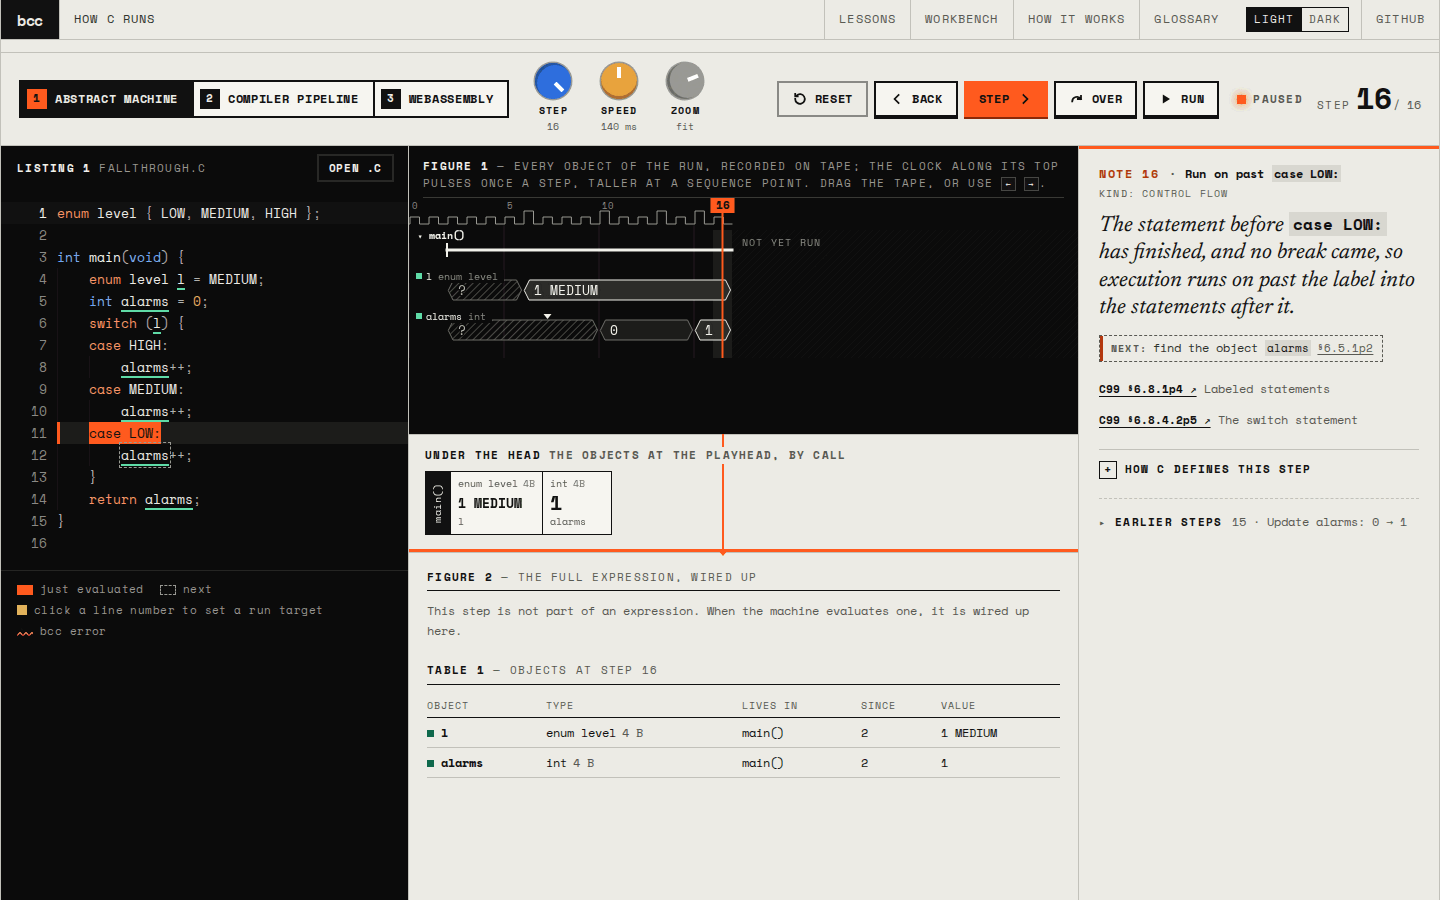 bcc HOW C RUNS LESSONS WORKBENCH HOW IT WORKS GLOSSARY LIGHT DARK GITHUB
1 ABSTRACT MACHINE 2 COMPILER PIPELINE 3 WEBASSEMBLY
STEP SPEED ZOOM
16 140 ms fit
RESET BACK STEP OVER RUN PAUSED STEP 16 / 16
LISTING 1 FALLTHROUGH.C OPEN .C
1 enum level { LOW, MEDIUM, HIGH };
2
3 int main(void) {
4 enum level l = MEDIUM;
5 int alarms = 0;
6 switch (l) {
7 case HIGH:
8 alarms++;
9 case MEDIUM:
10 alarms++;
11 case LOW:
12 alarms++;
13 }
14 return alarms;
15 }
16
just evaluated next
click a line number to set a run target
bcc error
FIGURE 1 — EVERY OBJECT OF THE RUN, RECORDED ON TAPE; THE CLOCK ALONG ITS TOP
PULSES ONCE A STEP, TALLER AT A SEQUENCE POINT. DRAG THE TAPE, OR USE ← →.
0 5 10 16
▾ main() NOT YET RUN
l enum level
? 1 MEDIUM
alarms int
? 0 1
UNDER THE HEAD THE OBJECTS AT THE PLAYHEAD, BY CALL
main()
enum level 4B int 4B
1 MEDIUM 1
l alarms
FIGURE 2 — THE FULL EXPRESSION, WIRED UP
This step is not part of an expression. When the machine evaluates one, it is wired up
here.
TABLE 1 — OBJECTS AT STEP 16
OBJECT TYPE LIVES IN SINCE VALUE
l enum level 4 B main() 2 1 MEDIUM
alarms int 4 B main() 2 1
NOTE 16 · Run on past case LOW:
KIND: CONTROL FLOW
The statement before case LOW:
has finished, and no break came, so
execution runs on past the label into
the statements after it.
NEXT: find the object alarms §6.5.1p2
C99 §6.8.1p4 ↗ Labeled statements
C99 §6.8.4.2p5 ↗ The switch statement
+ HOW C DEFINES THIS STEP
▸ EARLIER STEPS 15 · Update alarms: 0 → 1